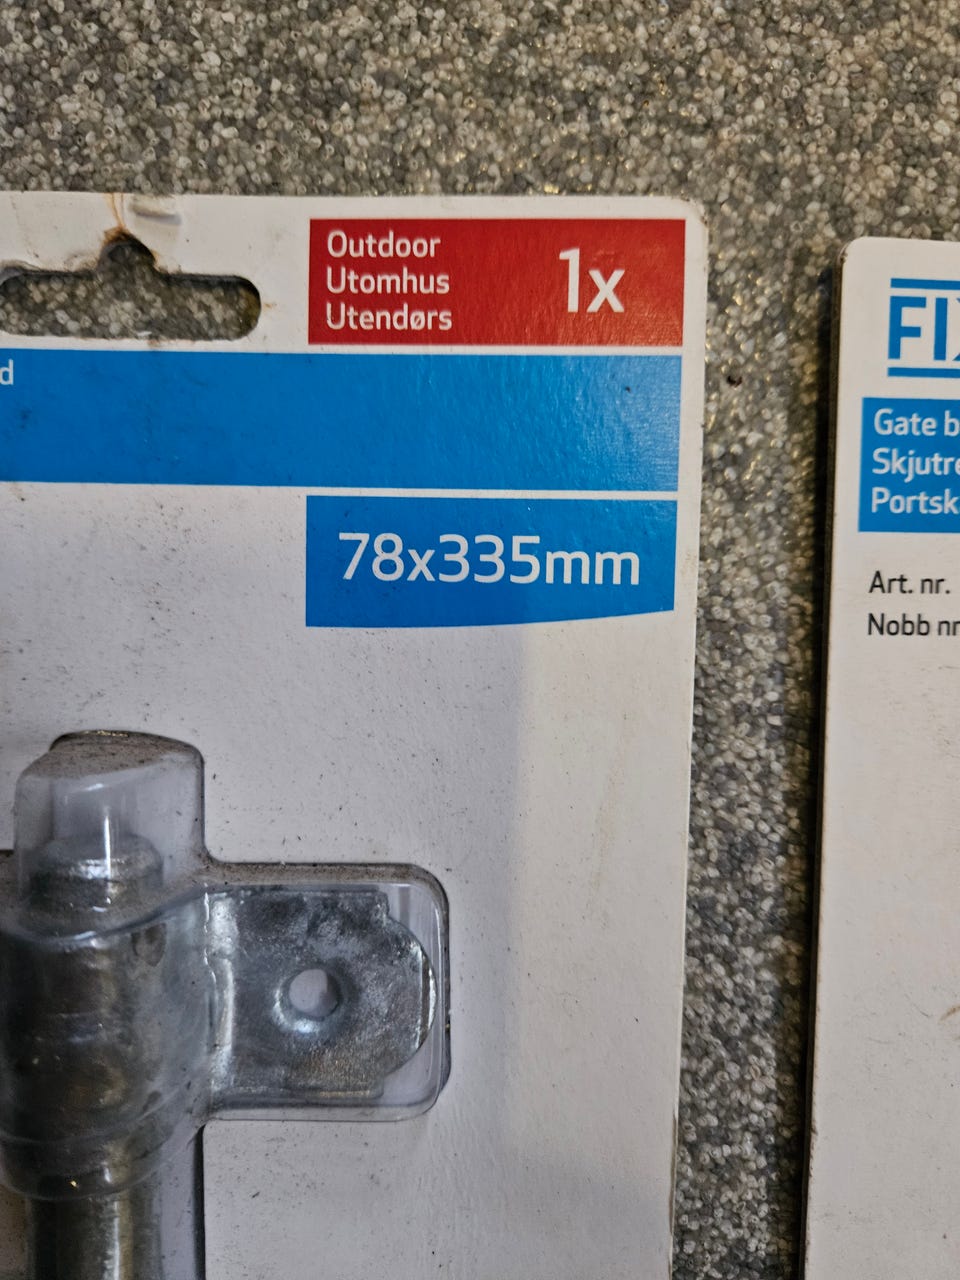 Outdoor
Utomhus
Utendørs
1x
d
78x335mm
FIX
Gate b
Skjutre
Portsk
Art. nr.
Nobb nr